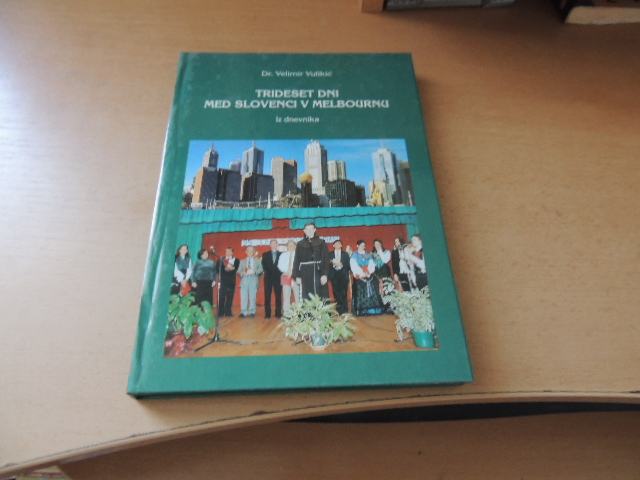 Dr. Velimir Vulikić
TRIDESET DNI
MED SLOVENCI V MELBOURNU
Iz dnevnika